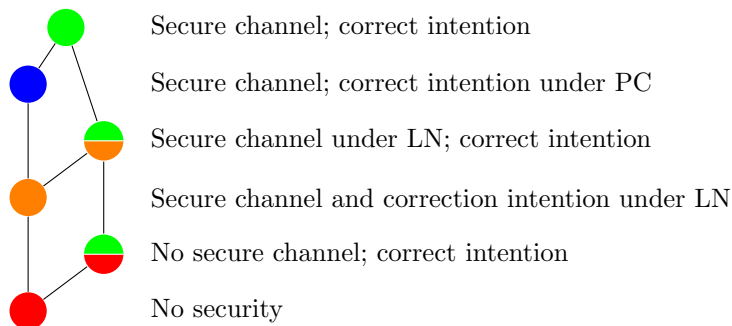 Secure channel; correct intention
Secure channel; correct intention under PC
Secure channel under LN; correct intention
Secure channel and correction intention under LN
No secure channel; correct intention
No security